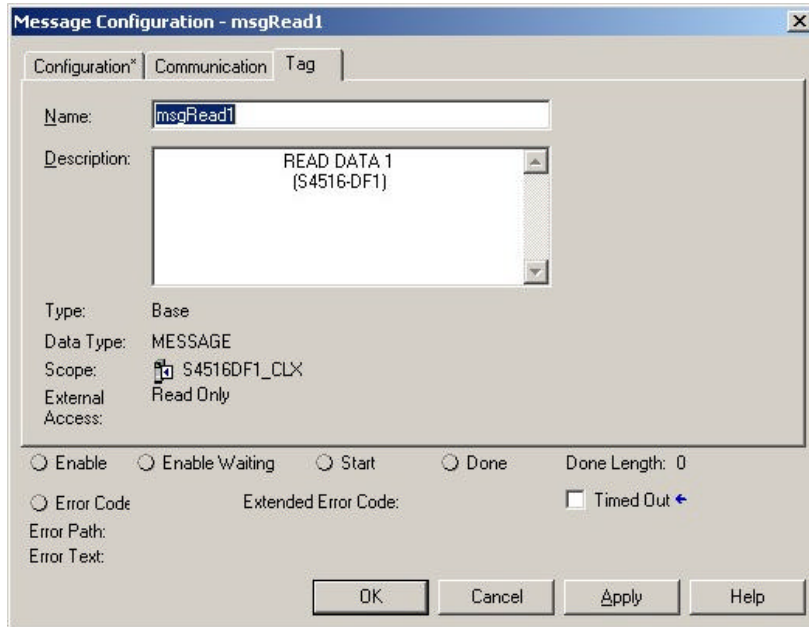 Message Configuration - msgRead1
Configuration* Communication Tag
Name: msgRead1
Description: READ DATA 1
(S4516-DF1)
Type: Base
Data Type: MESSAGE
Scope: S4516DF1_CLX
External Access: Read Only
Enable Enable Waiting Start Done Done Length: 0
Error Code Extended Error Code: Timed Out
Error Path:
Error Text:
OK Cancel Apply Help